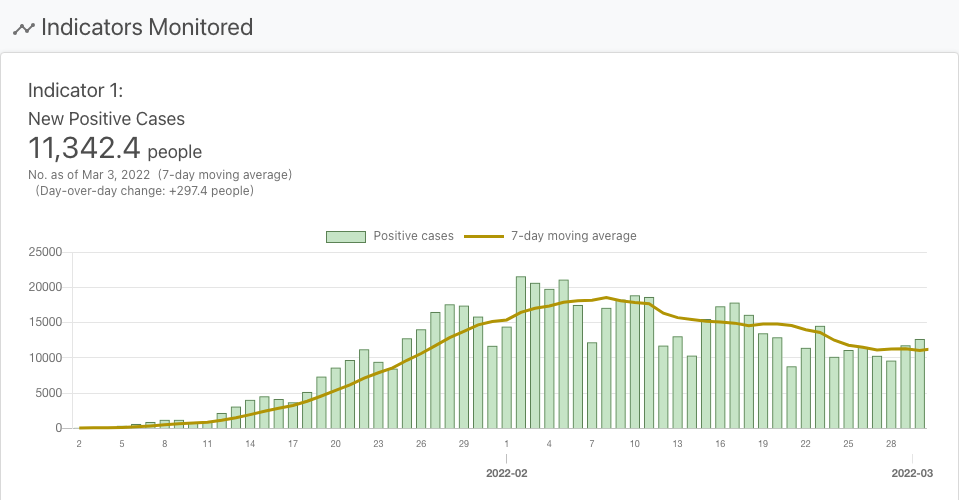 Indicators Monitored
Indicator 1:
New Positive Cases
11,342.4 people
No. as of Mar 3, 2022 (7-day moving average)
(Day-over-day change: +297.4 people)
Positive cases 7-day moving average
25000
20000
15000
10000
5000
0
2 5 8 11 14 17 20 23 26 29 1 4 7 10 13 16 19 22 25 28
2022-02 2022-03